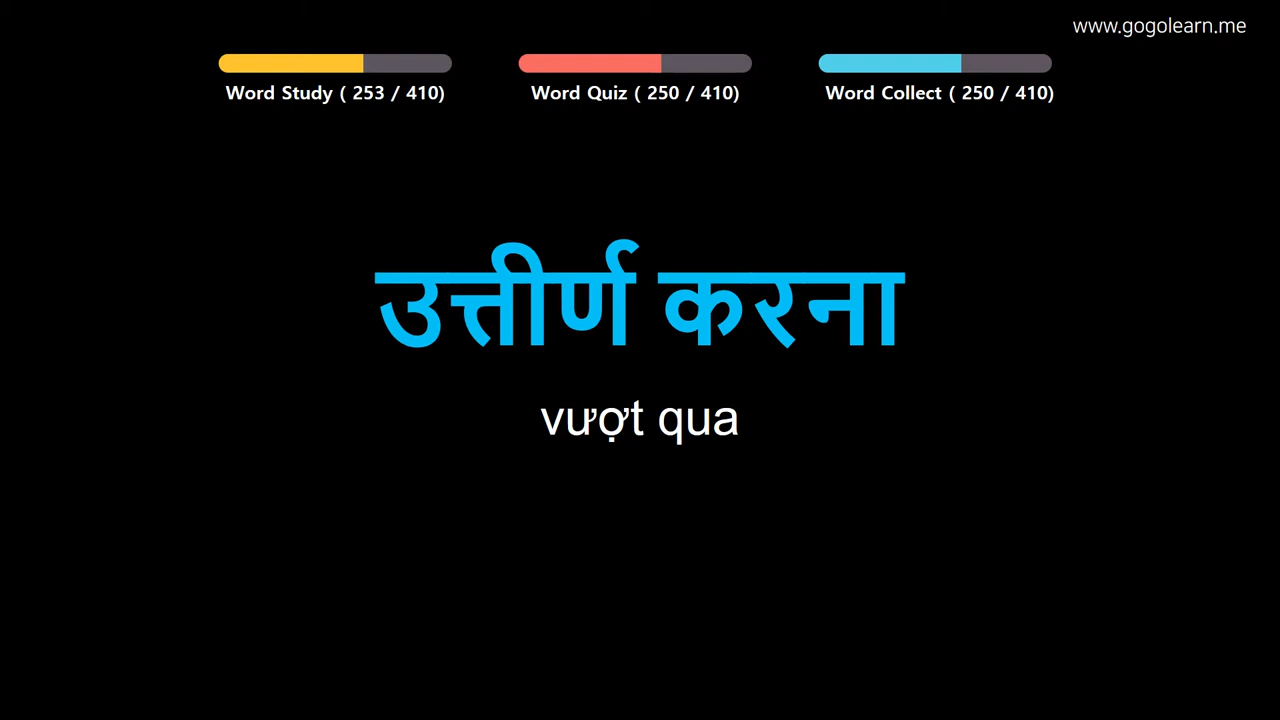 www.gogolearn.me
Word Study ( 253 / 410)
Word Quiz ( 250 / 410)
Word Collect ( 250 / 410)
उत्तीर्ण करना
vượt qua